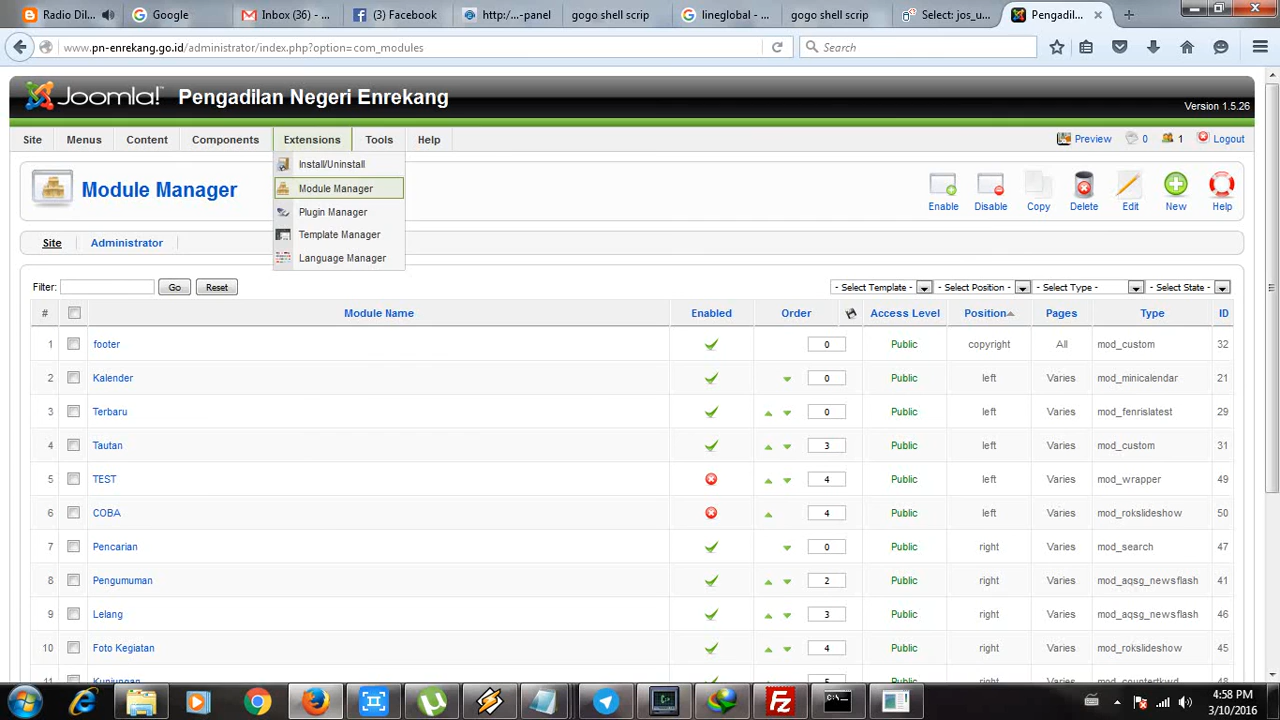 Radio Dil...
Google
Inbox (36) ...
(3) Facebook
http:/...-panel
gogo shell scrip
lineglobal - ...
gogo shell scrip
Select: jos_u...
Pengadil...
www.pn-enrekang.go.id/administrator/index.php?option=com_modules
Search
Joomla! Pengadilan Negeri Enrekang
Version 1.5.26
Site Menus Content Components Extensions Tools Help
Preview 0 1 Logout
Install/Uninstall
Module Manager
Plugin Manager
Template Manager
Language Manager
Module Manager
Enable Disable Copy Delete Edit New Help
Site Administrator
Filter: Go Reset
- Select Template - - Select Position - - Select Type - - Select State -
# Module Name Enabled Order Access Level Position Pages Type ID
1 footer 0 Public copyright All mod_custom 32
2 Kalender 0 Public left Varies mod_minicalendar 21
3 Terbaru 0 Public left Varies mod_fenrislatest 29
4 Tautan 3 Public left Varies mod_custom 31
5 TEST 4 Public left Varies mod_wrapper 49
6 COBA 4 Public left Varies mod_rokslideshow 50
7 Pencarian 0 Public right Varies mod_search 47
8 Pengumuman 2 Public right Varies mod_aqsg_newsflash 41
9 Lelang 3 Public right Varies mod_aqsg_newsflash 46
10 Foto Kegiatan 4 Public right Varies mod_rokslideshow 45
4:58 PM
3/10/2016